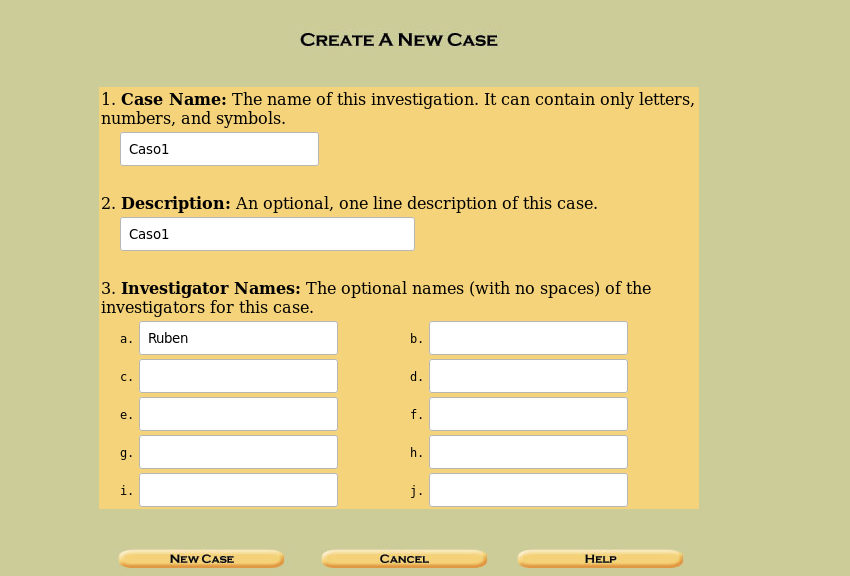 CREATE A NEW CASE
1. Case Name: The name of this investigation. It can contain only letters,
numbers, and symbols.
Caso1
2. Description: An optional, one line description of this case.
Caso1
3. Investigator Names: The optional names (with no spaces) of the
investigators for this case.
a. Ruben b.
c. d.
e. f.
g. h.
i. j.
NEW CASE CANCEL HELP